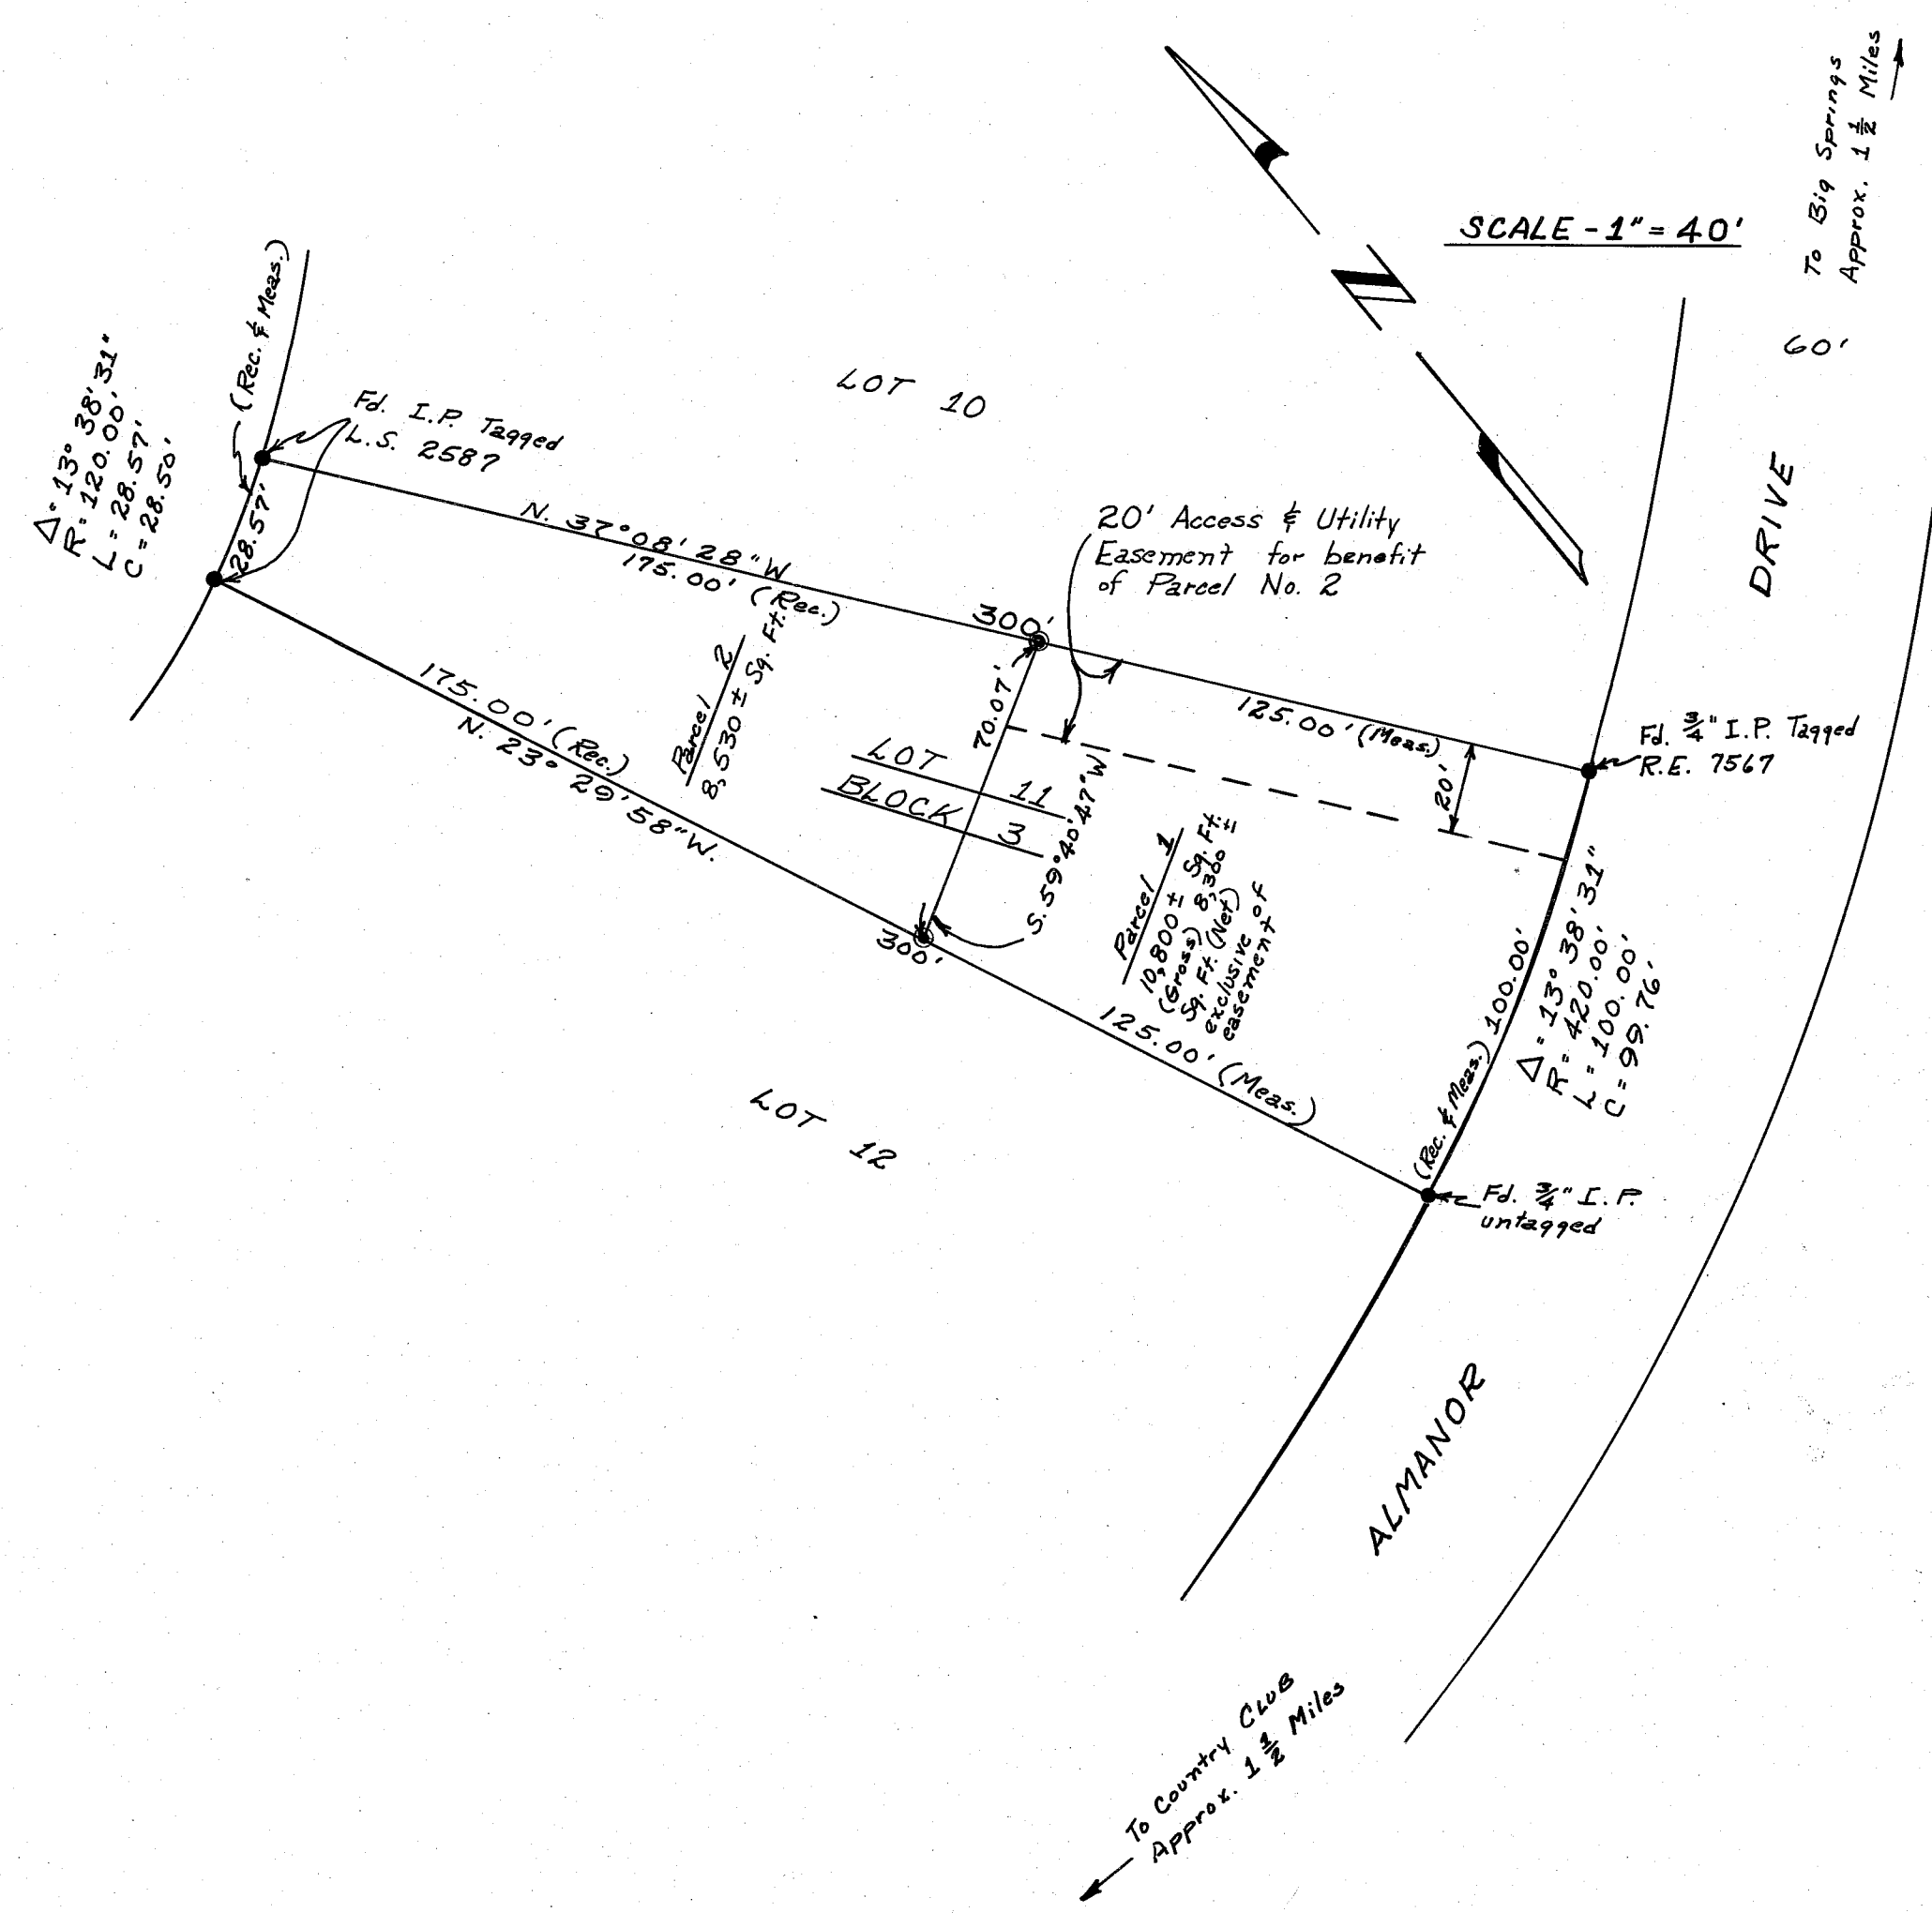 To Big Springs
Approx. 1 1/2 Miles
SCALE - 1" = 40'
60'
DRIVE
Δ = 13° 38' 31"
R = 120.00'
L = 28.57'
C = 28.50'
(Rec. & Meas.)
28.57'
Fd. I.P. Tagged
L.S. 2587
LOT 10
N. 37° 08' 28" W
175.00' (Rec.)
300'
20' Access & Utility
Easement for benefit
of Parcel No. 2
125.00' (Meas.)
20'
Fd. 3/4" I.P. Tagged
R.E. 7567
Parcel 2
8,530 ± Sq. Ft.
70.07'
S. 59° 40' 47" W
LOT 11
BLOCK 3
175.00' (Rec.)
N. 23° 29' 58" W.
300'
Parcel 1
10,800 ± Sq. Ft.
(Gross) 8,300 ±
Sq. Ft. (Net)
exclusive of
easement of
125.00' (Meas.)
(Rec. & Meas.) 100.00'
Δ = 13° 38' 31"
R = 420.00'
L = 100.00'
C = 99.76'
LOT 12
Fd. 3/4" I.P.
untagged
ALMANOR
To Country CLUB
Approx. 1 1/2 Miles